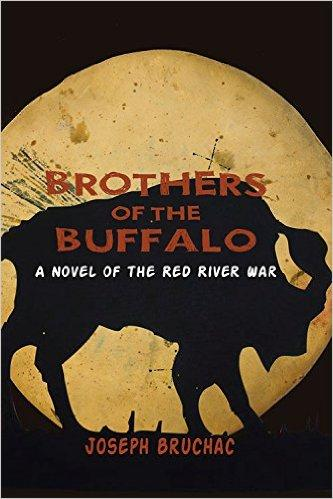 BROTHERS
OF THE
BUFFALO
A NOVEL OF THE RED RIVER WAR
JOSEPH BRUCHAC